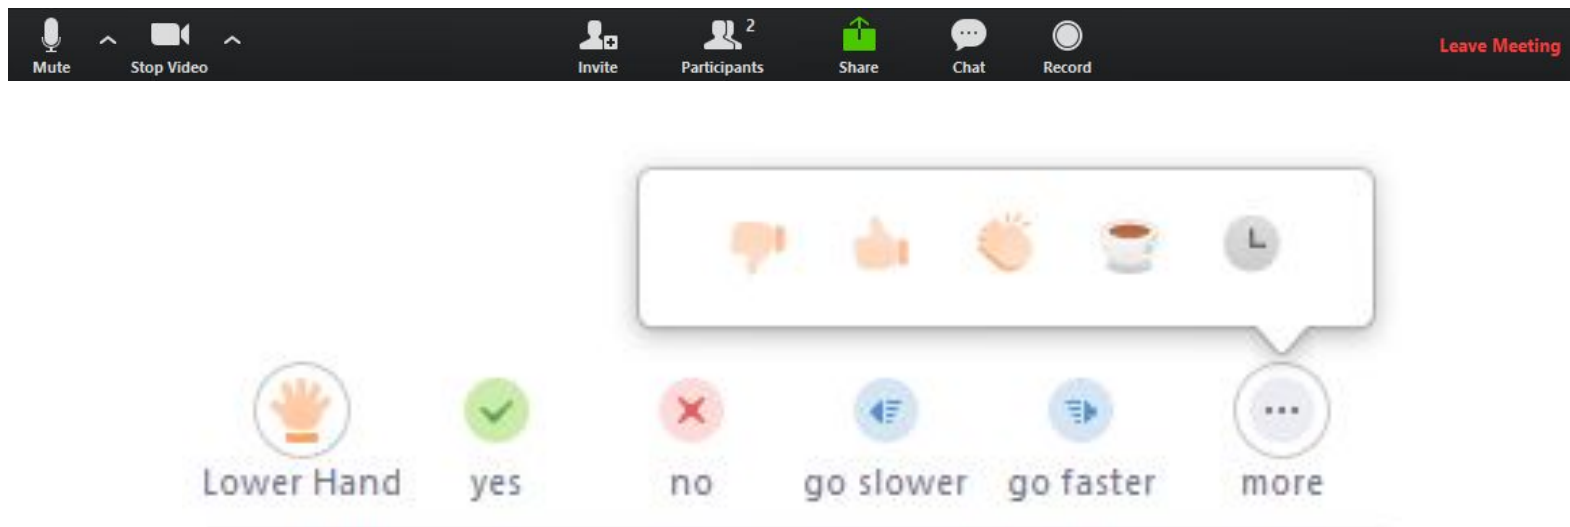 Mute Stop Video Invite Participants 2 Share Chat Record Leave Meeting
Lower Hand yes no go slower go faster more